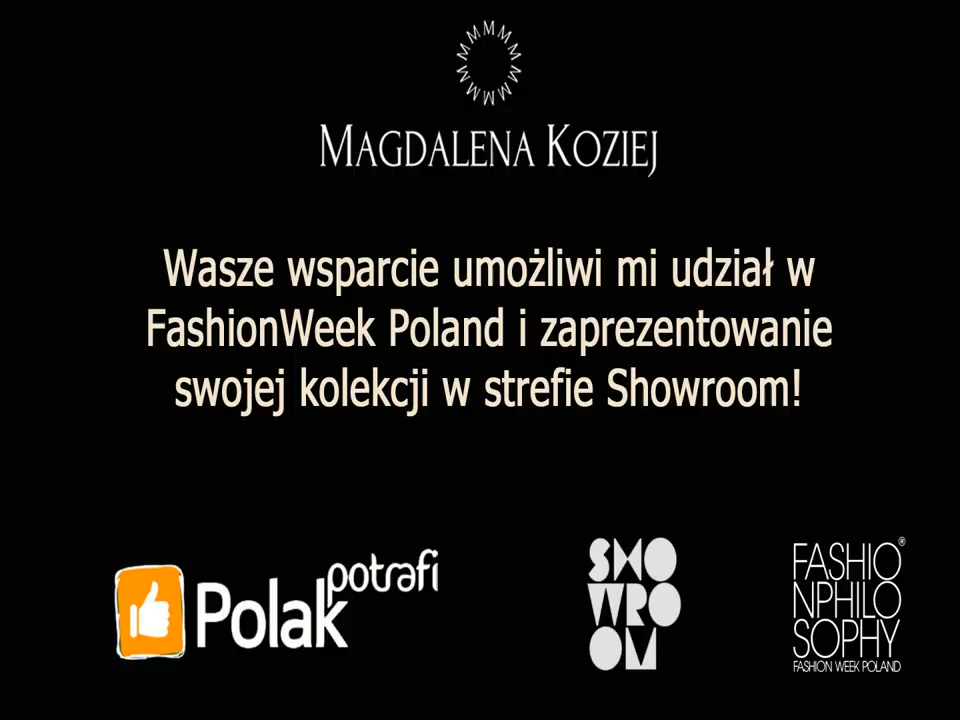 MAGDALENA KOZIEJ
Wasze wsparcie umożliwi mi udział w
FashionWeek Poland i zaprezentowanie
swojej kolekcji w strefie Showroom!
Polak potrafi
SHO
WRO
OM
FASHIO®
NPHILO
SOPHY
FASHION WEEK POLAND